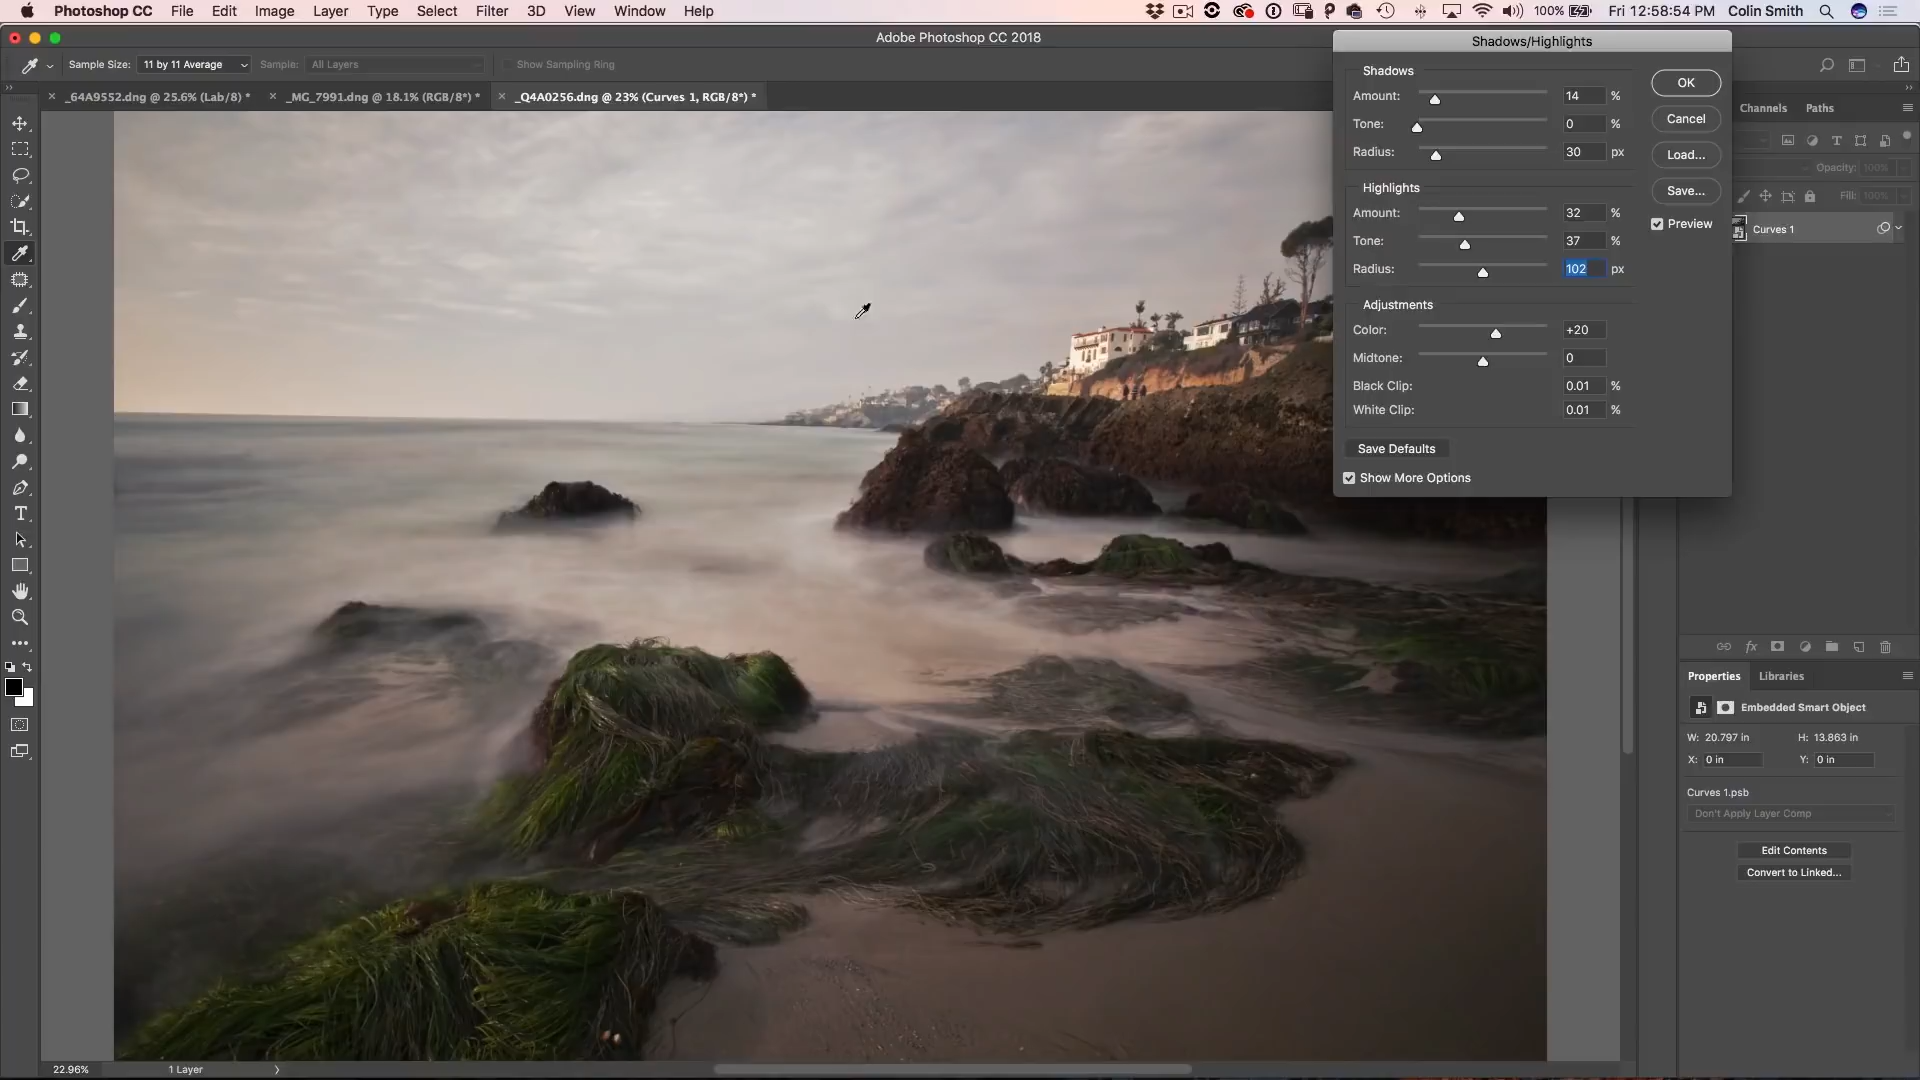 Photoshop CC File Edit Image Layer Type Select Filter 3D View Window Help 100% Fri 12:58:54 PM Colin Smith
Adobe Photoshop CC 2018
Sample Size: 11 by 11 Average Sample: All Layers Show Sampling Ring
_64A9552.dng @ 25.6% (Lab/8) * _MG_7991.dng @ 18.1% (RGB/8*) * _Q4A0256.dng @ 23% (Curves 1, RGB/8*) *
Shadows/Highlights
Shadows
Amount: 14 %
Tone: 0 %
Radius: 30 px
Highlights
Amount: 32 %
Tone: 37 %
Radius: 102 px
Adjustments
Color: +20
Midtone: 0
Black Clip: 0.01 %
White Clip: 0.01 %
Save Defaults
Show More Options
OK
Cancel
Load...
Save...
Preview
Channels Paths
Opacity: 100%
Fill: 100%
Curves 1
Properties Libraries
Embedded Smart Object
W: 20.797 in H: 13.863 in
X: 0 in Y: 0 in
Curves 1.psb
Don't Apply Layer Comp
Edit Contents
Convert to Linked...
22.96% 1 Layer